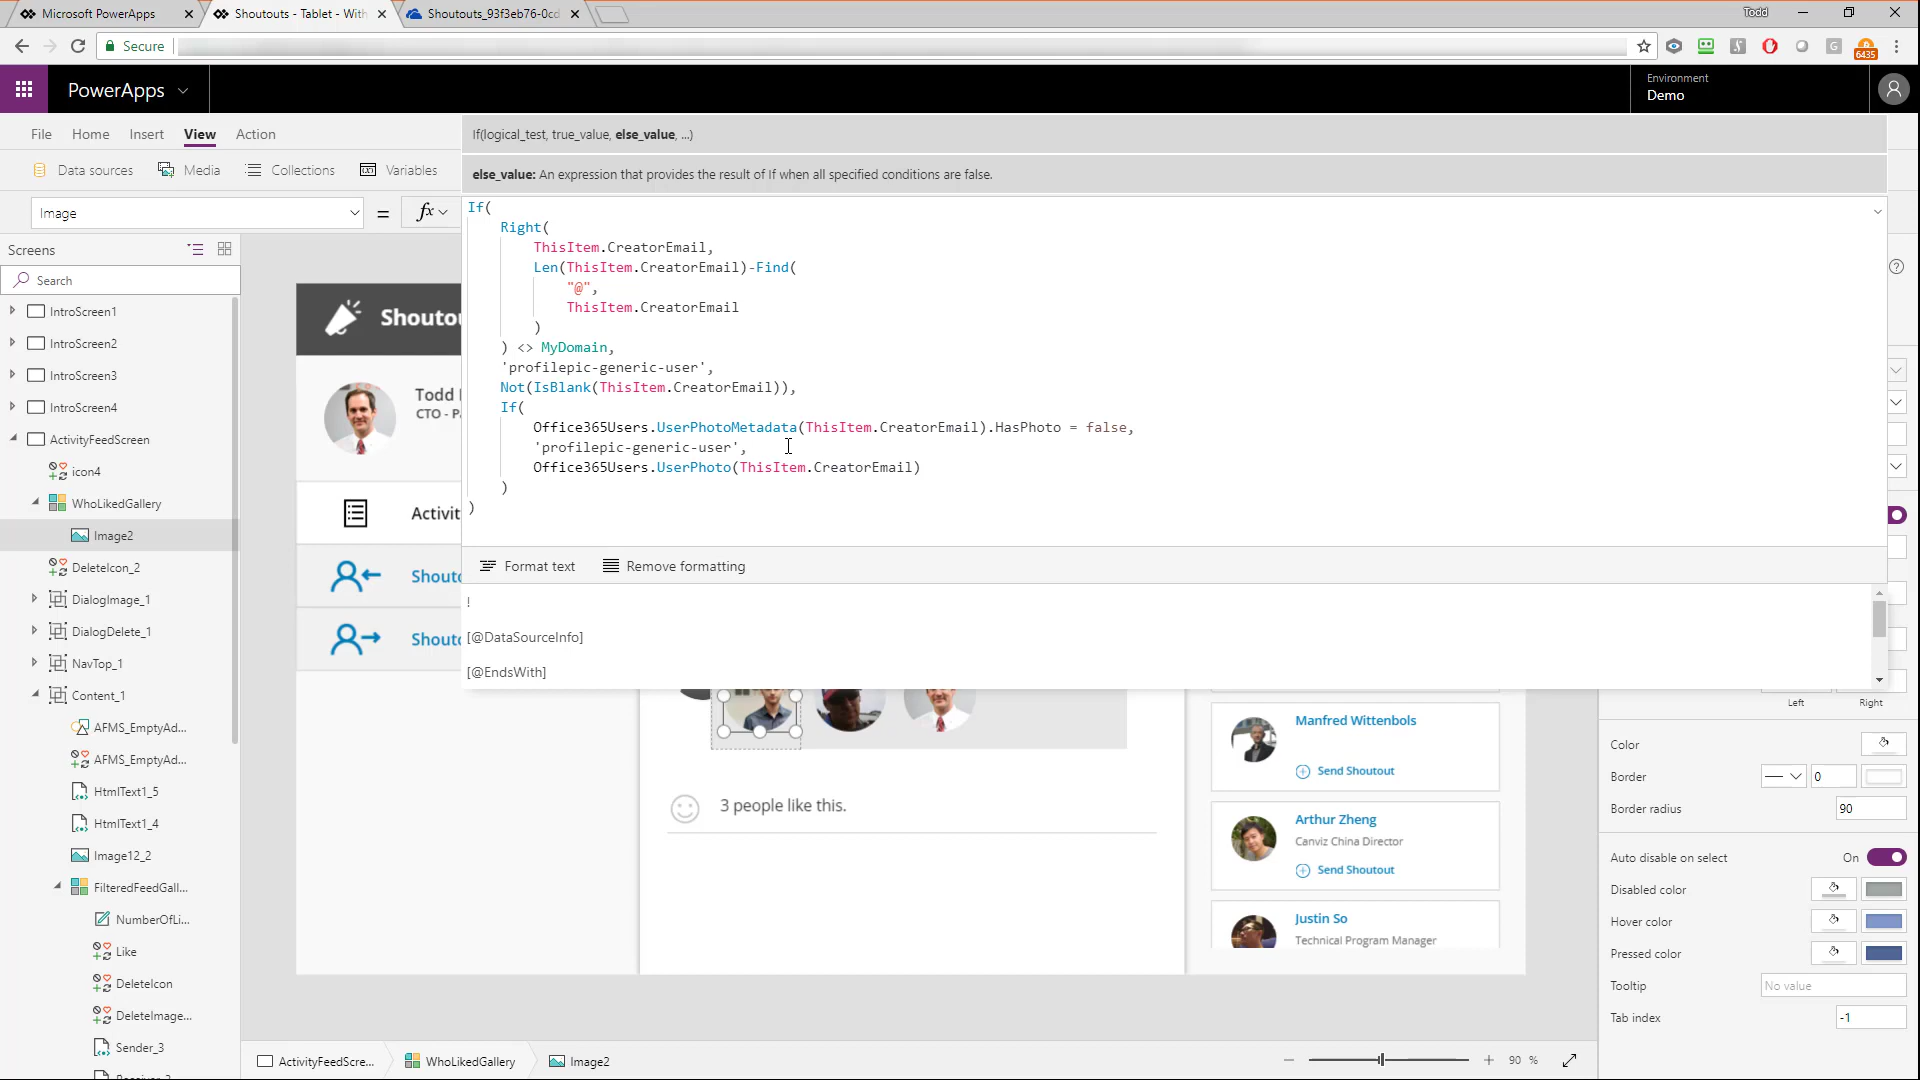 Microsoft PowerApps
Shoutouts - Tablet - With
Shoutouts_93f3eb76-0cd
Todd
Secure
6435
PowerApps
Environment
Demo
File Home Insert View Action
If(logical_test, true_value, else_value, ...)
Data sources Media Collections Variables
else_value: An expression that provides the result of If when all specified conditions are false.
Image = fx
If(
Right(
ThisItem.CreatorEmail,
Len(ThisItem.CreatorEmail)-Find(
"@",
ThisItem.CreatorEmail
)
) <> MyDomain,
'profilepic-generic-user',
Not(IsBlank(ThisItem.CreatorEmail)),
If(
Office365Users.UserPhotoMetadata(ThisItem.CreatorEmail).HasPhoto = false,
'profilepic-generic-user',
Office365Users.UserPhoto(ThisItem.CreatorEmail)
)
)
Format text Remove formatting
!
[@DataSourceInfo]
[@EndsWith]
Screens
Search
IntroScreen1
IntroScreen2
IntroScreen3
IntroScreen4
ActivityFeedScreen
icon4
WhoLikedGallery
Image2
DeleteIcon_2
DialogImage_1
DialogDelete_1
NavTop_1
Content_1
AFMS_EmptyAd...
AFMS_EmptyAd...
HtmlText1_5
HtmlText1_4
Image12_2
FilteredFeedGall...
NumberOfLi...
Like
DeleteIcon
DeleteImage...
Sender_3
Shoutou
Todd
CTO - P
Activit
Shouto
Shouto
3 people like this.
Manfred Wittenbols
Send Shoutout
Arthur Zheng
Canviz China Director
Send Shoutout
Justin So
Technical Program Manager
Left Right
Color
Border 0
Border radius 90
Auto disable on select On
Disabled color
Hover color
Pressed color
Tooltip No value
Tab index -1
ActivityFeedScre... WhoLikedGallery Image2
90 %